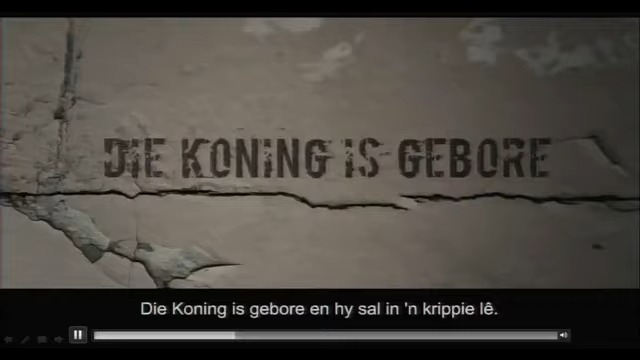 DIE KONING IS GEBORE
Die Koning is gebore en hy sal in 'n krippie lê.